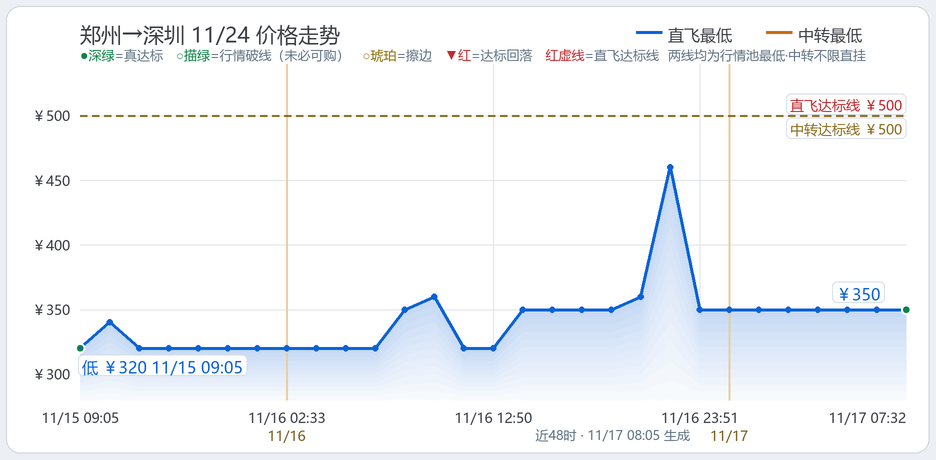 郑州→深圳 11/24 价格走势
直飞最低 中转最低
●深绿=真达标 ○描绿=行情破线（未必可购） ○琥珀=擦边 ▼红=达标回落 红虚线=直飞达标线 两线均为行情池最低·中转不限直挂
¥500
直飞达标线 ¥500
中转达标线 ¥500
¥450
¥400
¥350
¥350
¥300
低 ¥320 11/15 09:05
11/15 09:05 11/16 02:33 11/16 12:50 11/16 23:51 11/17 07:32
11/16 近48时 · 11/17 08:05 生成 11/17